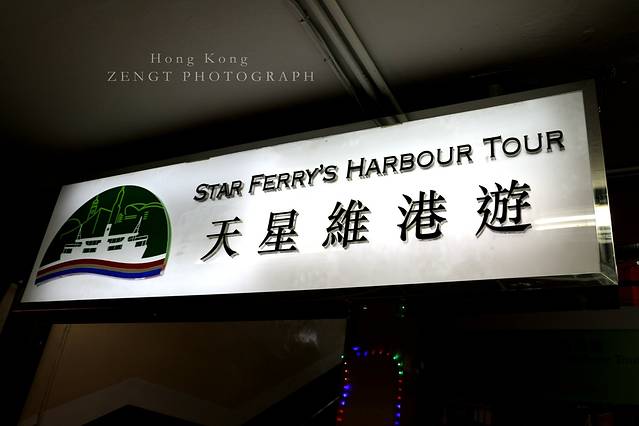 Hong Kong
ZENGT PHOTOGRAPH
STAR FERRY'S HARBOUR TOUR
天星維港遊